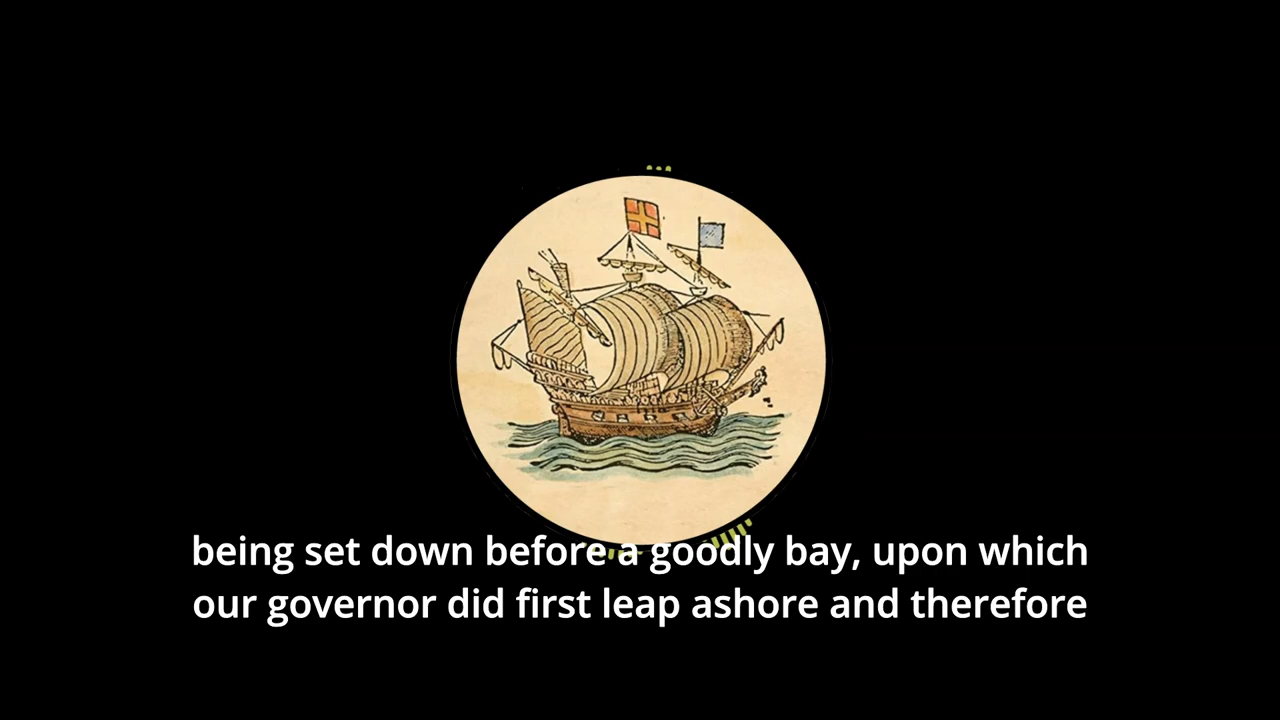 being set down before a goodly bay, upon which
our governor did first leap ashore and therefore